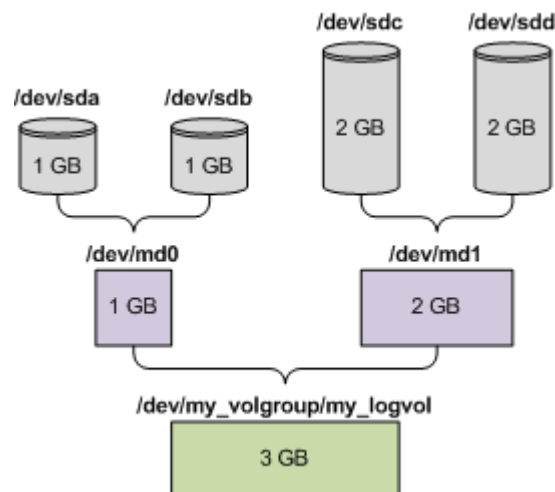 /dev/sdc /dev/sdd
/dev/sda /dev/sdb
2 GB 2 GB
1 GB 1 GB
/dev/md0 /dev/md1
1 GB 2 GB
/dev/my_volgroup/my_logvol
3 GB